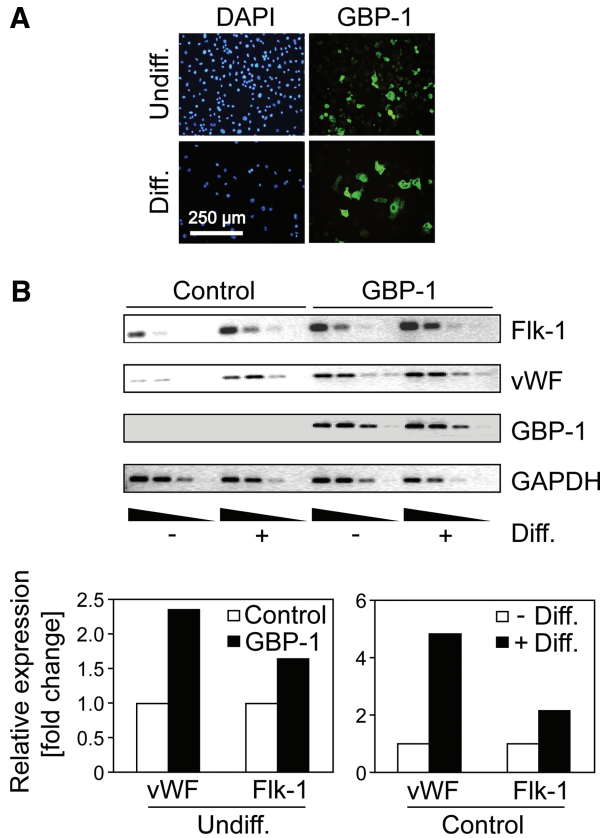 A
DAPI GBP-1
Undiff.
Diff.
250 µm
B
Control GBP-1
Flk-1
vWF
GBP-1
GAPDH
- + - + Diff.
Relative expression
[fold change]
2.5
2.0
1.5
1.0
0.5
0
Control
GBP-1
vWF Flk-1
Undiff.
6
4
2
0
- Diff.
+ Diff.
vWF Flk-1
Control